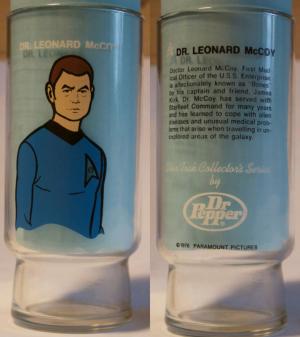 DR. LEONARD McCOY
DR. LEONARD McCOY
Doctor Leonard McCoy, First Med-
ical Officer of the U.S.S. Enterprise
is affectionately known as "Bones"
by his captain and friend, James
Kirk. Dr. McCoy has served with
Starfleet Command for many years
and has learned to cope with alien
diseases and unusual medical prob-
lems that arise when travelling in un-
explored areas of the galaxy.
Star Trek Collector's Series
by
Dr
Pepper
©1976 PARAMOUNT PICTURES